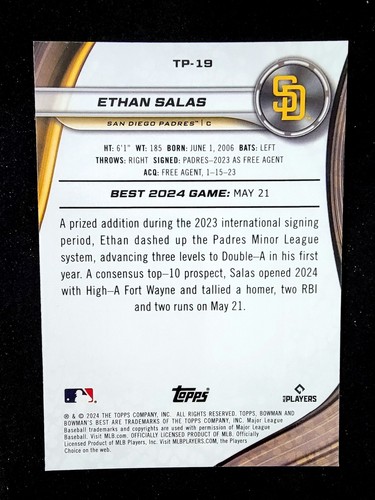 TP-19
SD
ETHAN SALAS
SAN DIEGO PADRES™ | C
HT: 6'1" WT: 185 BORN: JUNE 1, 2006 BATS: LEFT
THROWS: RIGHT SIGNED: PADRES–2023 AS FREE AGENT
ACQ: FREE AGENT, 1-15-23
BEST 2024 GAME: MAY 21
A prized addition during the 2023 international signing
period, Ethan dashed up the Padres Minor League
system, advancing three levels to Double–A in his first
year. A consensus top–10 prospect, Salas opened 2024
with High–A Fort Wayne and tallied a homer, two RBI
and two runs on May 21.
Topps
PLAYERS
® & © 2024 THE TOPPS COMPANY, INC. ALL RIGHTS RESERVED. TOPPS, BOWMAN AND
BOWMAN'S BEST ARE TRADEMARKS OF THE TOPPS COMPANY, INC. Major League
Baseball trademarks and copyrights are used with permission of Major League
Baseball. Visit MLB.com. OFFICIALLY LICENSED PRODUCT OF MLB. Officially
Licensed Product of MLB Players, Inc. Visit MLBPLAYERS.com, the Players
Choice on the web.